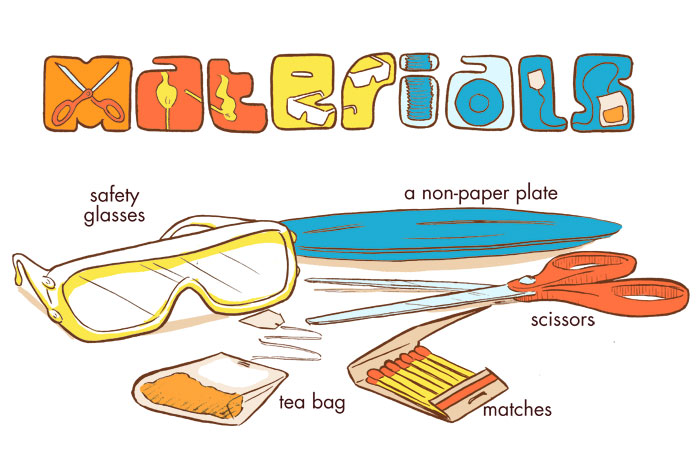 Materials
safety
glasses
a non-paper plate
scissors
tea bag
matches